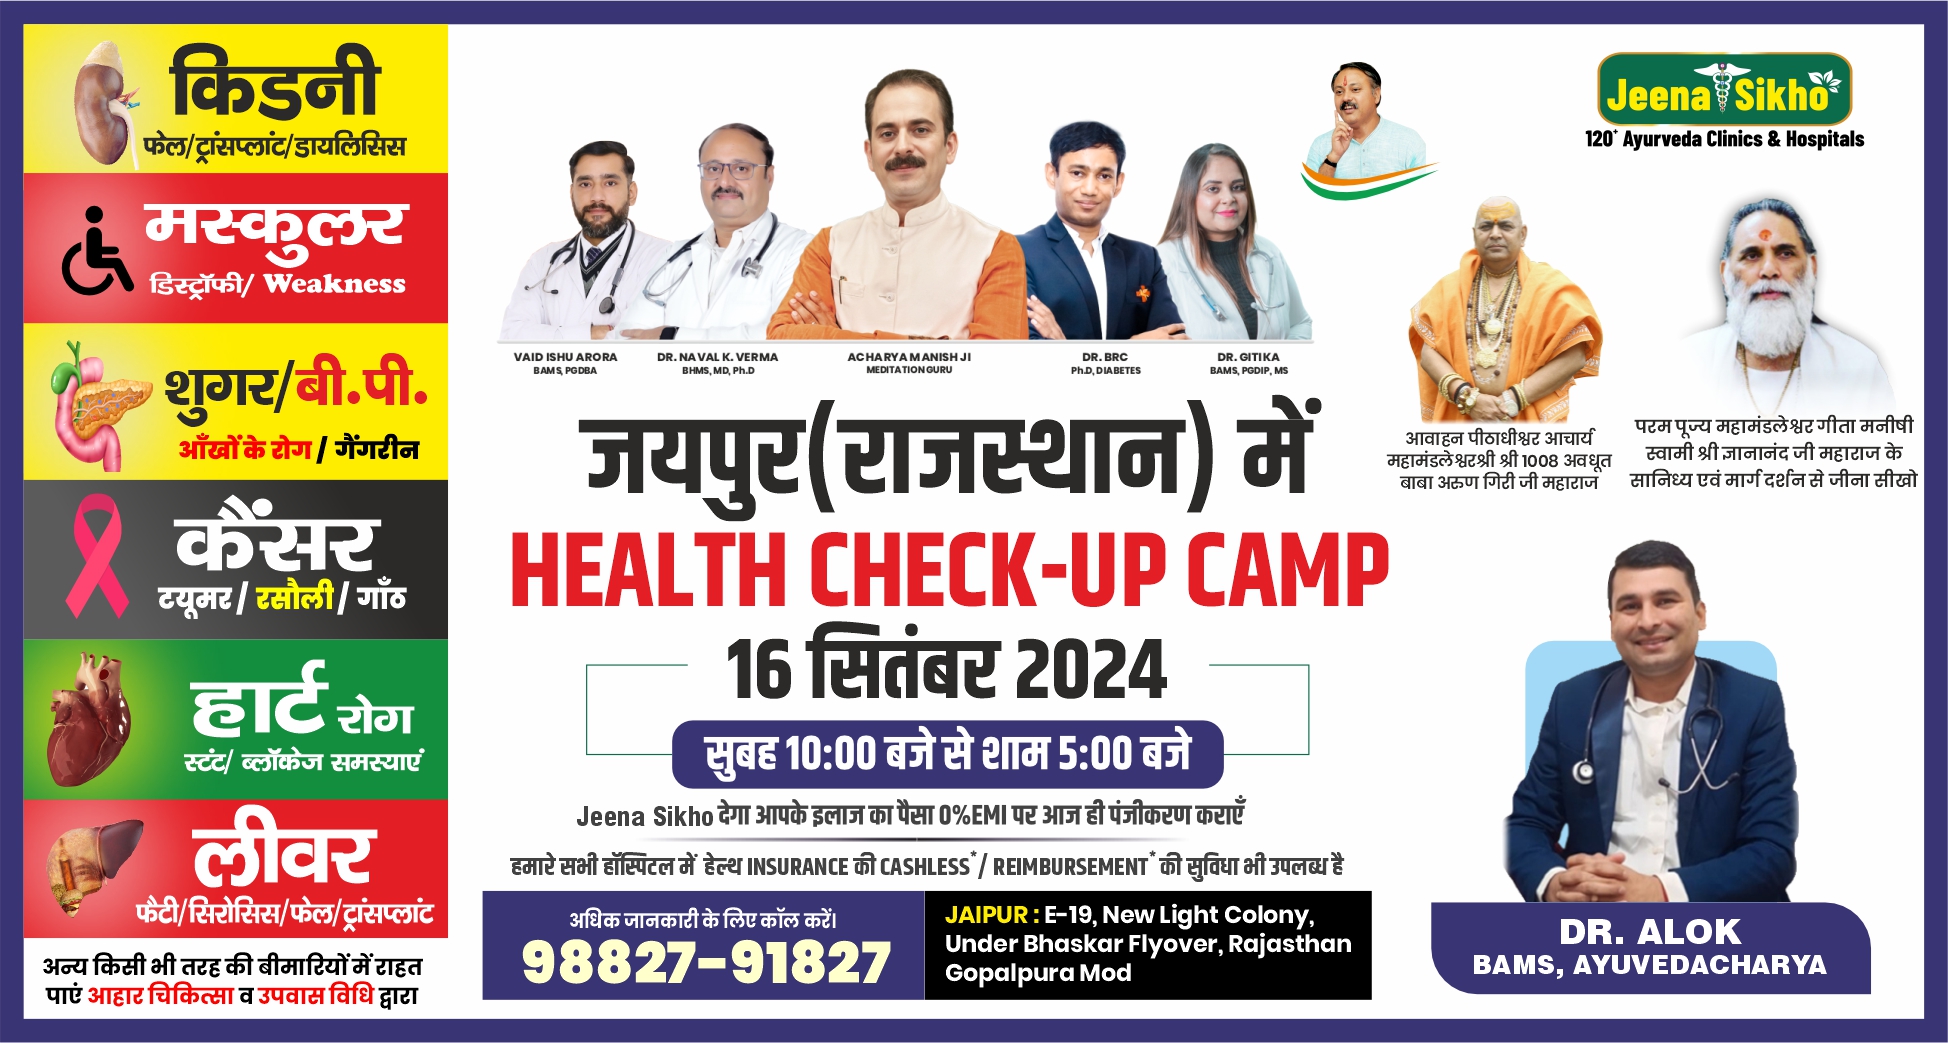 किडनी
फेल/ट्रांसप्लांट/डायलिसिस
मस्कुलर
डिस्ट्रॉफी/ Weakness
शुगर/बी.पी.
आँखों के रोग / गैंगरीन
कैंसर
टयूमर/ रसौली/ गाँठ
हार्ट रोग
स्टंट/ ब्लॉकेज समस्याएं
लीवर
फैटी/सिरोसिस/फेल/ट्रांसप्लांट
अन्य किसी भी तरह की बीमारियों में राहत
पाएं आहार चिकित्सा व उपवास विधि द्वारा
VAID ISHU ARORA
BAMS, PGDBA
DR. NAVAL K. VERMA
BHMS, MD, Ph.D
ACHARYA MANISH JI
MEDITATION GURU
DR. BRC
Ph.D, DIABETES
DR. GITIKA
BAMS, PGDIP, MS
Jeena Sikho
120+ Ayurveda Clinics & Hospitals
आवाहन पीठाधीश्वर आचार्य
महामंडलेश्वरश्री श्री 1008 अवधूत
बाबा अरुण गिरी जी महाराज
परम पूज्य महामंडलेश्वर गीता मनीषी
स्वामी श्री ज्ञानानंद जी महाराज के
सानिध्य एवं मार्ग दर्शन से जीना सीखो
जयपुर(राजस्थान) में
HEALTH CHECK-UP CAMP
16 सितंबर 2024
सुबह 10:00 बजे से शाम 5:00 बजे
Jeena Sikho देगा आपके इलाज का पैसा 0%EMI पर आज ही पंजीकरण कराएँ
हमारे सभी हॉस्पिटल में हेल्थ INSURANCE की CASHLESS*/ REIMBURSEMENT* की सुविधा भी उपलब्ध है
अधिक जानकारी के लिए कॉल करें।
98827-91827
JAIPUR : E-19, New Light Colony,
Under Bhaskar Flyover, Rajasthan
Gopalpura Mod
DR. ALOK
BAMS, AYUVEDACHARYA